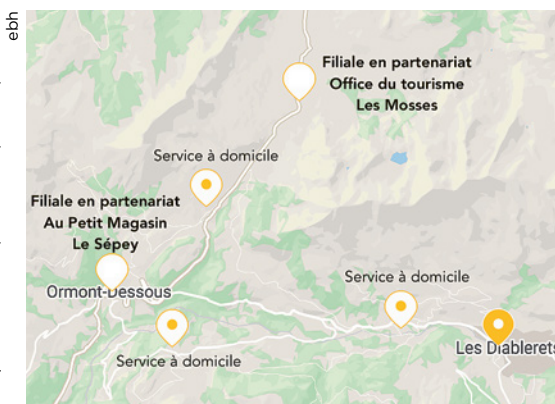 ebh
Filiale en partenariat
Office du tourisme
Les Mosses
Service à domicile
Filiale en partenariat
Au Petit Magasin
Le Sépey
Ormont-Dessous
Service à domicile
Service à domicile
Les Diablerets